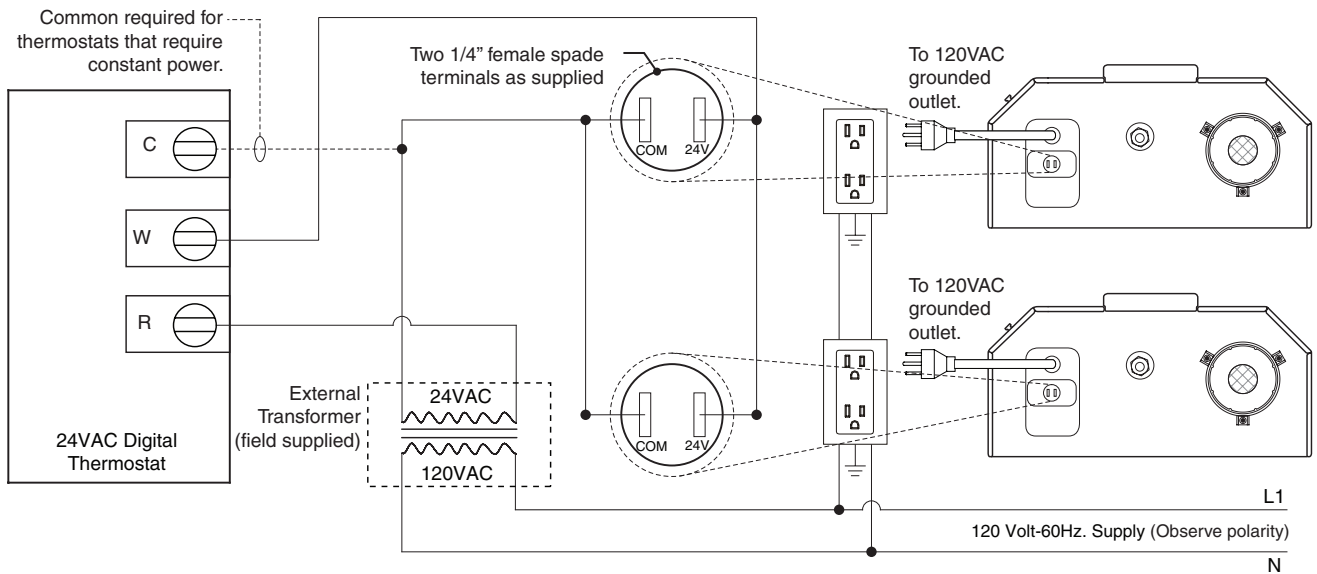 Common required for
thermostats that require
constant power.
Two 1/4” female spade
terminals as supplied
To 120VAC
grounded
outlet.
C
COM 24V
W
R
To 120VAC
grounded
outlet.
External
Transformer
(field supplied)
24VAC
120VAC
COM 24V
24VAC Digital
Thermostat
L1
120 Volt-60Hz. Supply (Observe polarity)
N